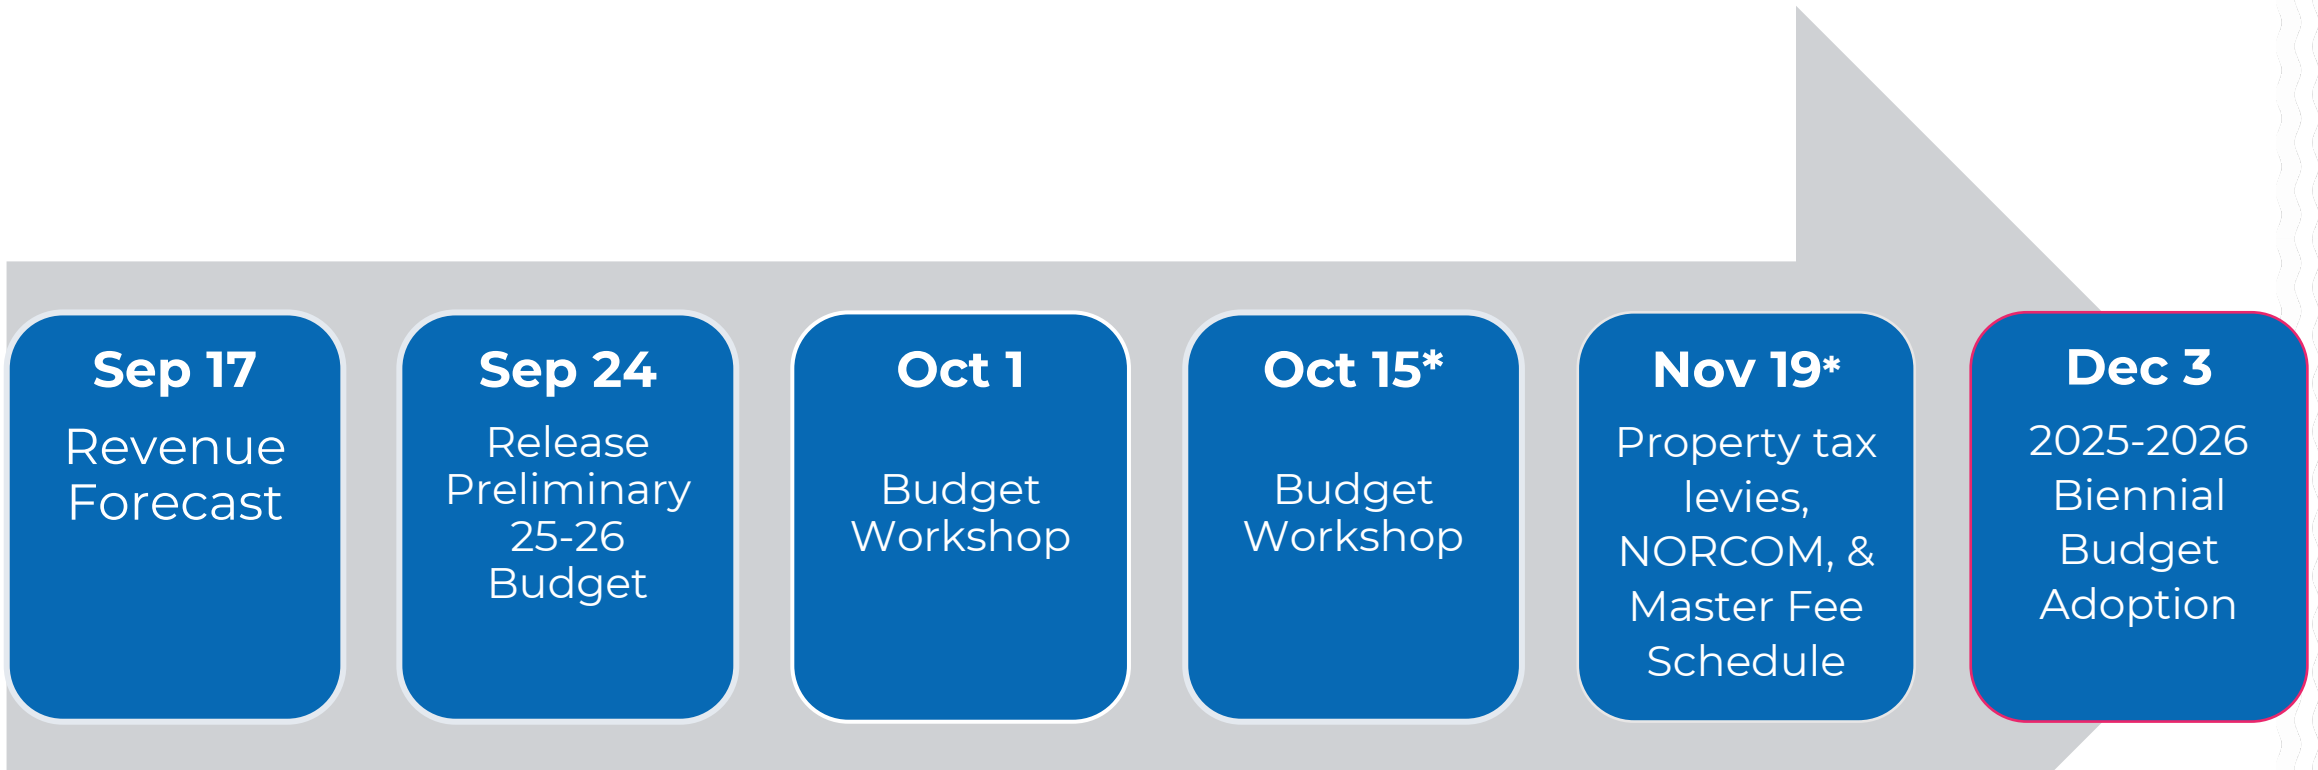 Sep 17
Revenue
Forecast
Sep 24
Release
Preliminary
25-26
Budget
Oct 1
Budget
Workshop
Oct 15*
Budget
Workshop
Nov 19*
Property tax
levies,
NORCOM, &
Master Fee
Schedule
Dec 3
2025-2026
Biennial
Budget
Adoption